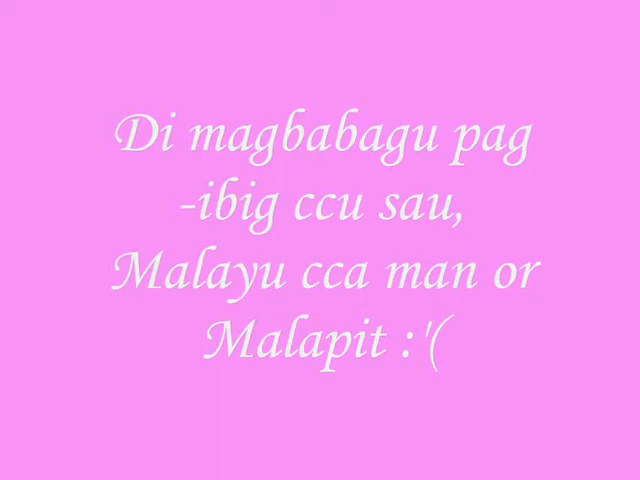 Di magbabagu pag
-ibig ccu sau,
Malayu cca man or
Malapit :'(